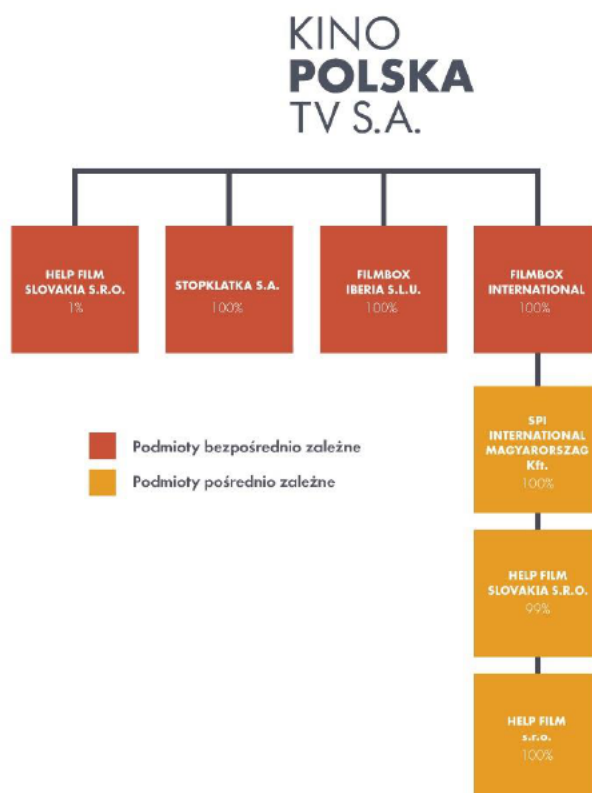 KINO
POLSKA
TV S.A.
HELP FILM
SLOVAKIA S.R.O.
1%
STOPKLATKA S.A.
100%
FILMBOX
IBERIA S.L.U.
100%
FILMBOX
INTERNATIONAL
100%
Podmioty bezpośrednio zależne
Podmioty pośrednio zależne
SPI
INTERNATIONAL
MAGYARORSZAG
Kft.
100%
HELP FILM
SLOVAKIA S.R.O.
99%
HELP FILM
s.r.o.
100%